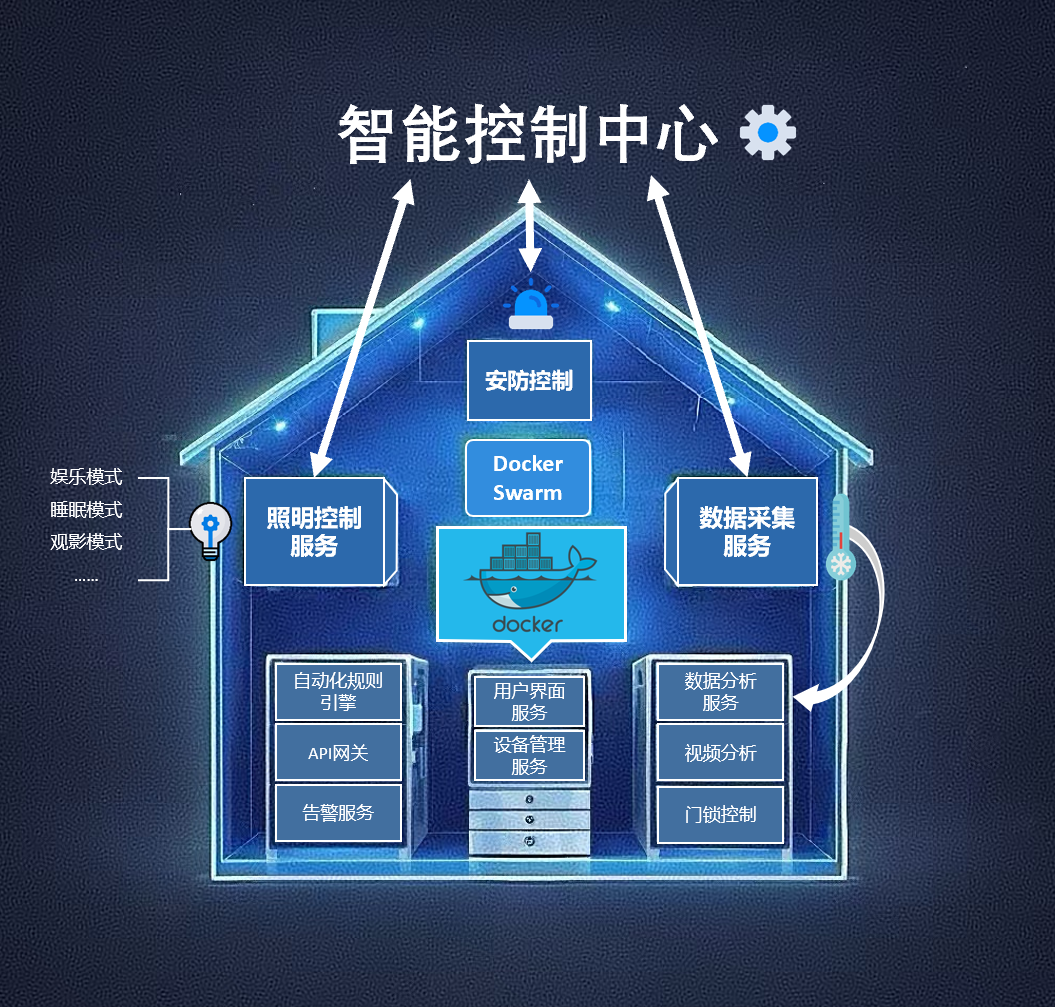 智能控制中心
安防控制
Docker
Swarm
娱乐模式
睡眠模式
观影模式
......
照明控制
服务
数据采集
服务
docker
自动化规则
引擎
API网关
告警服务
用户界面
服务
设备管理
服务
数据分析
服务
视频分析
门锁控制